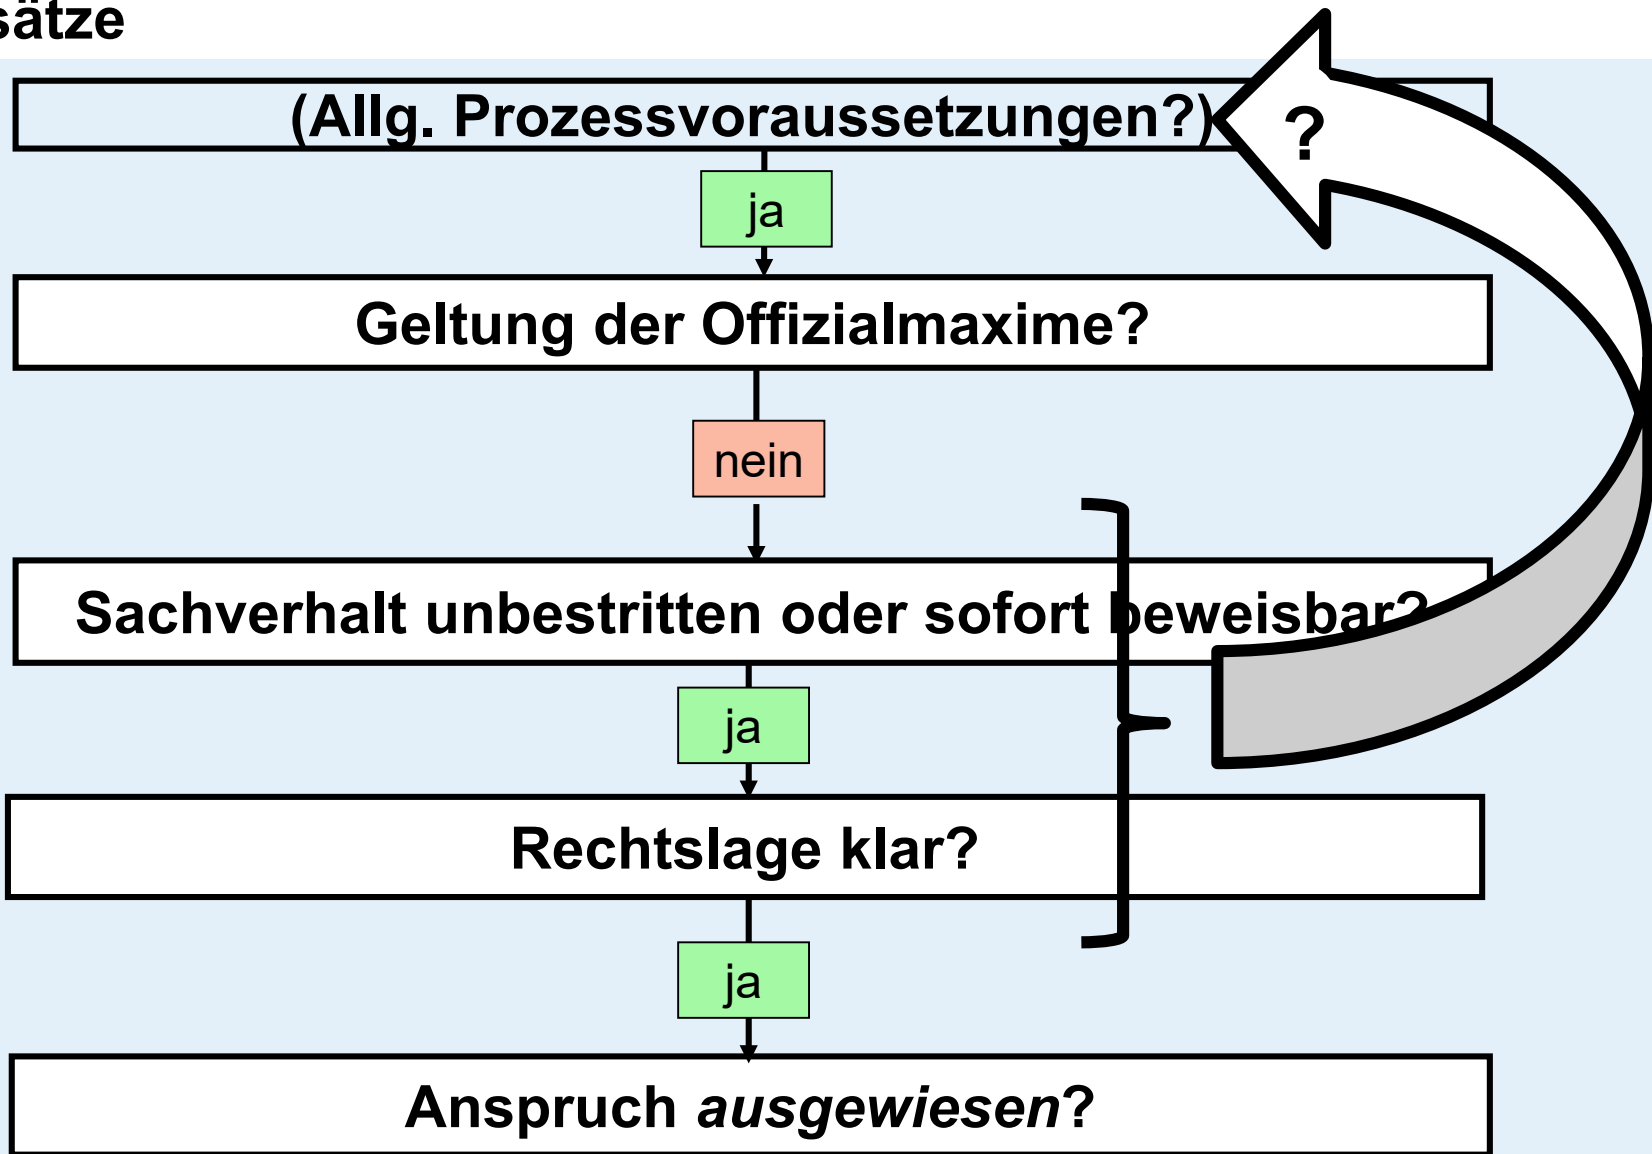 sätze
(Allg. Prozessvoraussetzungen?)
?
ja
Geltung der Offizialmaxime?
nein
Sachverhalt unbestritten oder sofort beweisbar?
ja
Rechtslage klar?
ja
Anspruch ausgewiesen?